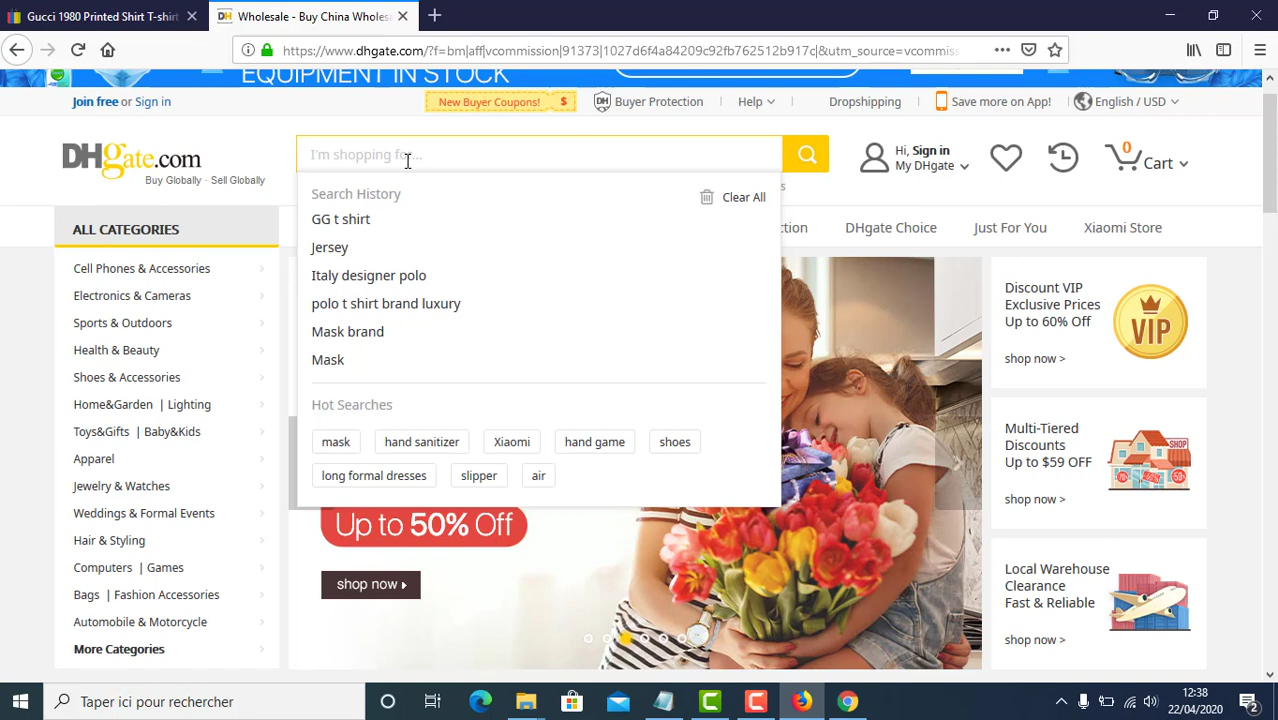 Gucci 1980 Printed Shirt T-shirt
Wholesale - Buy China Wholesa
https://www.dhgate.com/?f=bm|aff|vcommission|91373|1027d6f4a84209c92fb762512b917c|&utm_source=vcommiss
EQUIPMENT IN STOCK
Join free or Sign in
New Buyer Coupons! $
DH Buyer Protection
Help
Dropshipping
Save more on App!
English / USD
DHgate.com
Buy Globally · Sell Globally
I'm shopping for...
Hi, Sign in
My DHgate
0
Cart
Search History
Clear All
GG t shirt
Jersey
Italy designer polo
polo t shirt brand luxury
Mask brand
Mask
Hot Searches
mask
hand sanitizer
Xiaomi
hand game
shoes
long formal dresses
slipper
air
s
ction
DHgate Choice
Just For You
Xiaomi Store
ALL CATEGORIES
Cell Phones & Accessories
Electronics & Cameras
Sports & Outdoors
Health & Beauty
Shoes & Accessories
Home&Garden | Lighting
Toys&Gifts | Baby&Kids
Apparel
Jewelry & Watches
Weddings & Formal Events
Hair & Styling
Computers | Games
Bags | Fashion Accessories
Automobile & Motorcycle
More Categories
Up to 50% Off
shop now
Discount VIP
Exclusive Prices
Up to 60% Off
shop now >
VIP
Multi-Tiered
Discounts
Up to $59 OFF
shop now >
SHOP
Local Warehouse
Clearance
Fast & Reliable
shop now >
Taper ici pour rechercher
12:38
22/04/2020
2